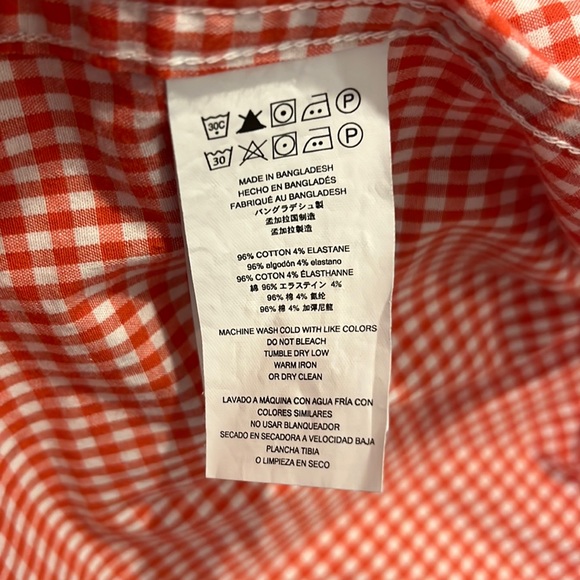 30C P
30 P
MADE IN BANGLADESH
HECHO EN BANGLADÉS
FABRIQUÉ AU BANGLADESH
バングラデシュ製
孟加拉国制造
孟加拉製造
96% COTTON 4% ELASTANE
96% algodón 4% elastano
96% COTON 4% ÉLASTHANNE
綿 96% エラステイン 4%
96% 棉 4% 氨纶
96% 棉 4% 加彈尼龍
MACHINE WASH COLD WITH LIKE COLORS
DO NOT BLEACH
TUMBLE DRY LOW
WARM IRON
OR DRY CLEAN
LAVADO A MÁQUINA CON AGUA FRÍA CON
COLORES SIMILARES
NO USAR BLANQUEADOR
SECADO EN SECADORA A VELOCIDAD BAJA
PLANCHA TIBIA
O LIMPIEZA EN SECO